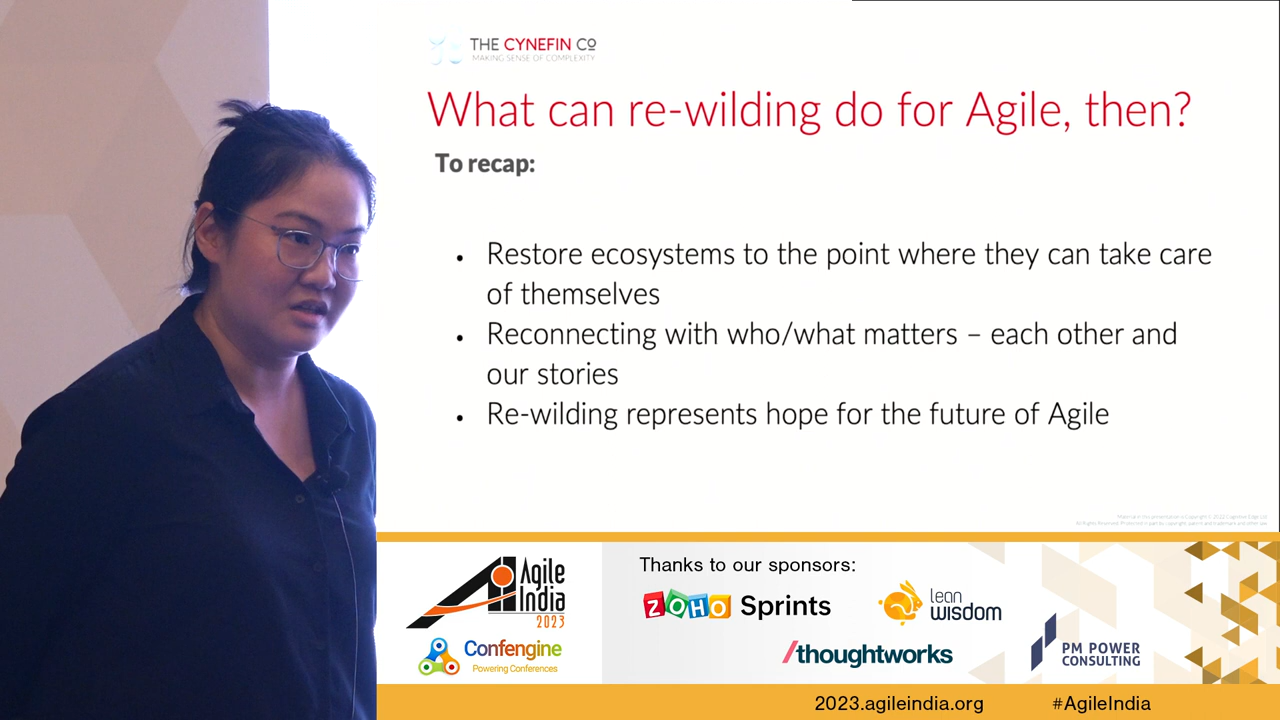 THE CYNEFIN CO
MAKING SENSE OF COMPLEXITY
What can re-wilding do for Agile, then?
To recap:
• Restore ecosystems to the point where they can take care
of themselves
• Reconnecting with who/what matters – each other and
our stories
• Re-wilding represents hope for the future of Agile
Agile
India
2023
Confengine
Powering Conferences
Thanks to our sponsors:
ZOHO Sprints
lean
wisdom
/thoughtworks
PM POWER
CONSULTING
2023.agileindia.org
#AgileIndia